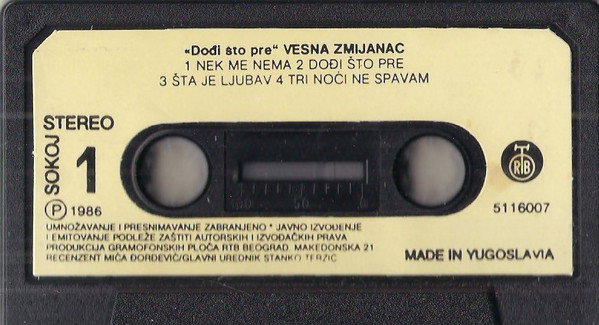 «Dođi što pre“ VESNA ZMIJANAC
1 NEK ME NEMA 2 DOĐI ŠTO PRE
3 ŠTA JE LJUBAV 4 TRI NOĆI NE SPAVAM
STEREO
SOKOJ
1
RTB
50
P 1986
5116007
UMNOŽAVANJE I PRESNIMAVANJE ZABRANJENO * JAVNO IZVOĐENJE
I EMITOVANJE PODLEŽE ZAŠTITI AUTORSKIH I IZVOĐAČKIH PRAVA
PRODUKCIJA GRAMOFONSKIH PLOČA RTB BEOGRAD. MAKEDONSKA 21
RECENZENT MIĆA ĐORĐEVIĆ/GLAVNI UREDNIK STANKO TERZIĆ
MADE IN YUGOSLAVIA